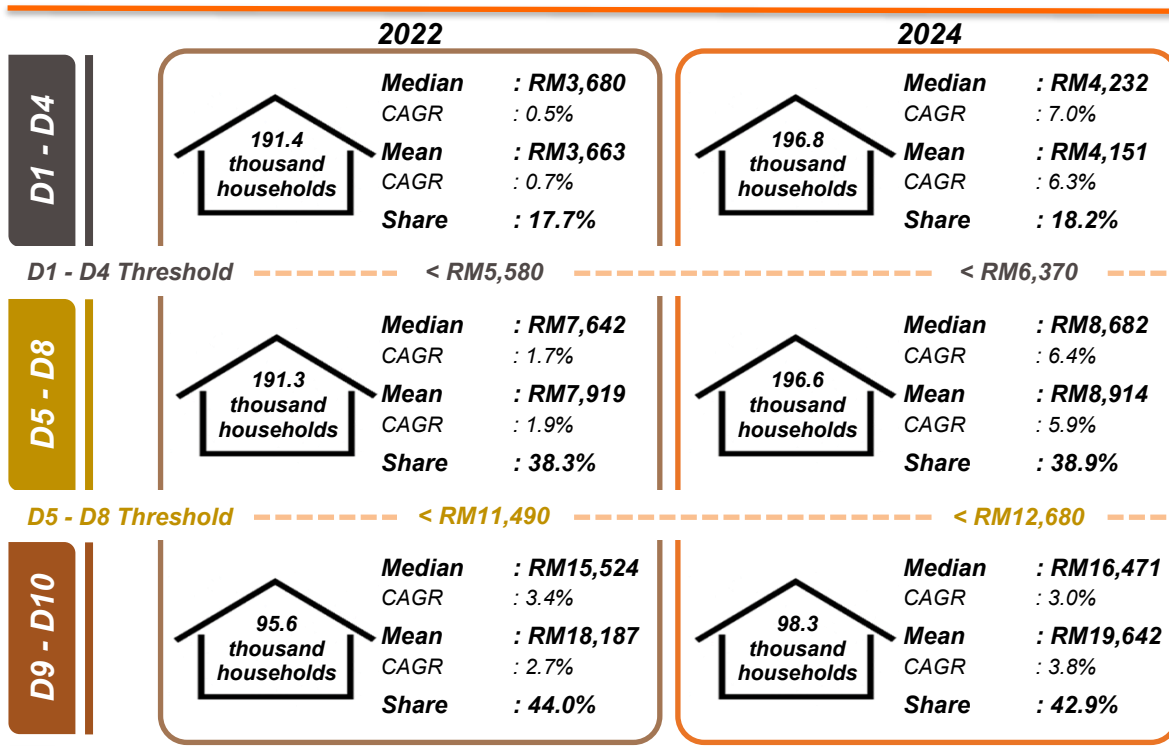 2022
2024
D1 - D4
191.4
thousand
households
Median : RM3,680
CAGR : 0.5%
Mean : RM3,663
CAGR : 0.7%
Share : 17.7%
196.8
thousand
households
Median : RM4,232
CAGR : 7.0%
Mean : RM4,151
CAGR : 6.3%
Share : 18.2%
D1 - D4 Threshold
< RM5,580
< RM6,370
D5 - D8
191.3
thousand
households
Median : RM7,642
CAGR : 1.7%
Mean : RM7,919
CAGR : 1.9%
Share : 38.3%
196.6
thousand
households
Median : RM8,682
CAGR : 6.4%
Mean : RM8,914
CAGR : 5.9%
Share : 38.9%
D5 - D8 Threshold
< RM11,490
< RM12,680
D9 - D10
95.6
thousand
households
Median : RM15,524
CAGR : 3.4%
Mean : RM18,187
CAGR : 2.7%
Share : 44.0%
98.3
thousand
households
Median : RM16,471
CAGR : 3.0%
Mean : RM19,642
CAGR : 3.8%
Share : 42.9%